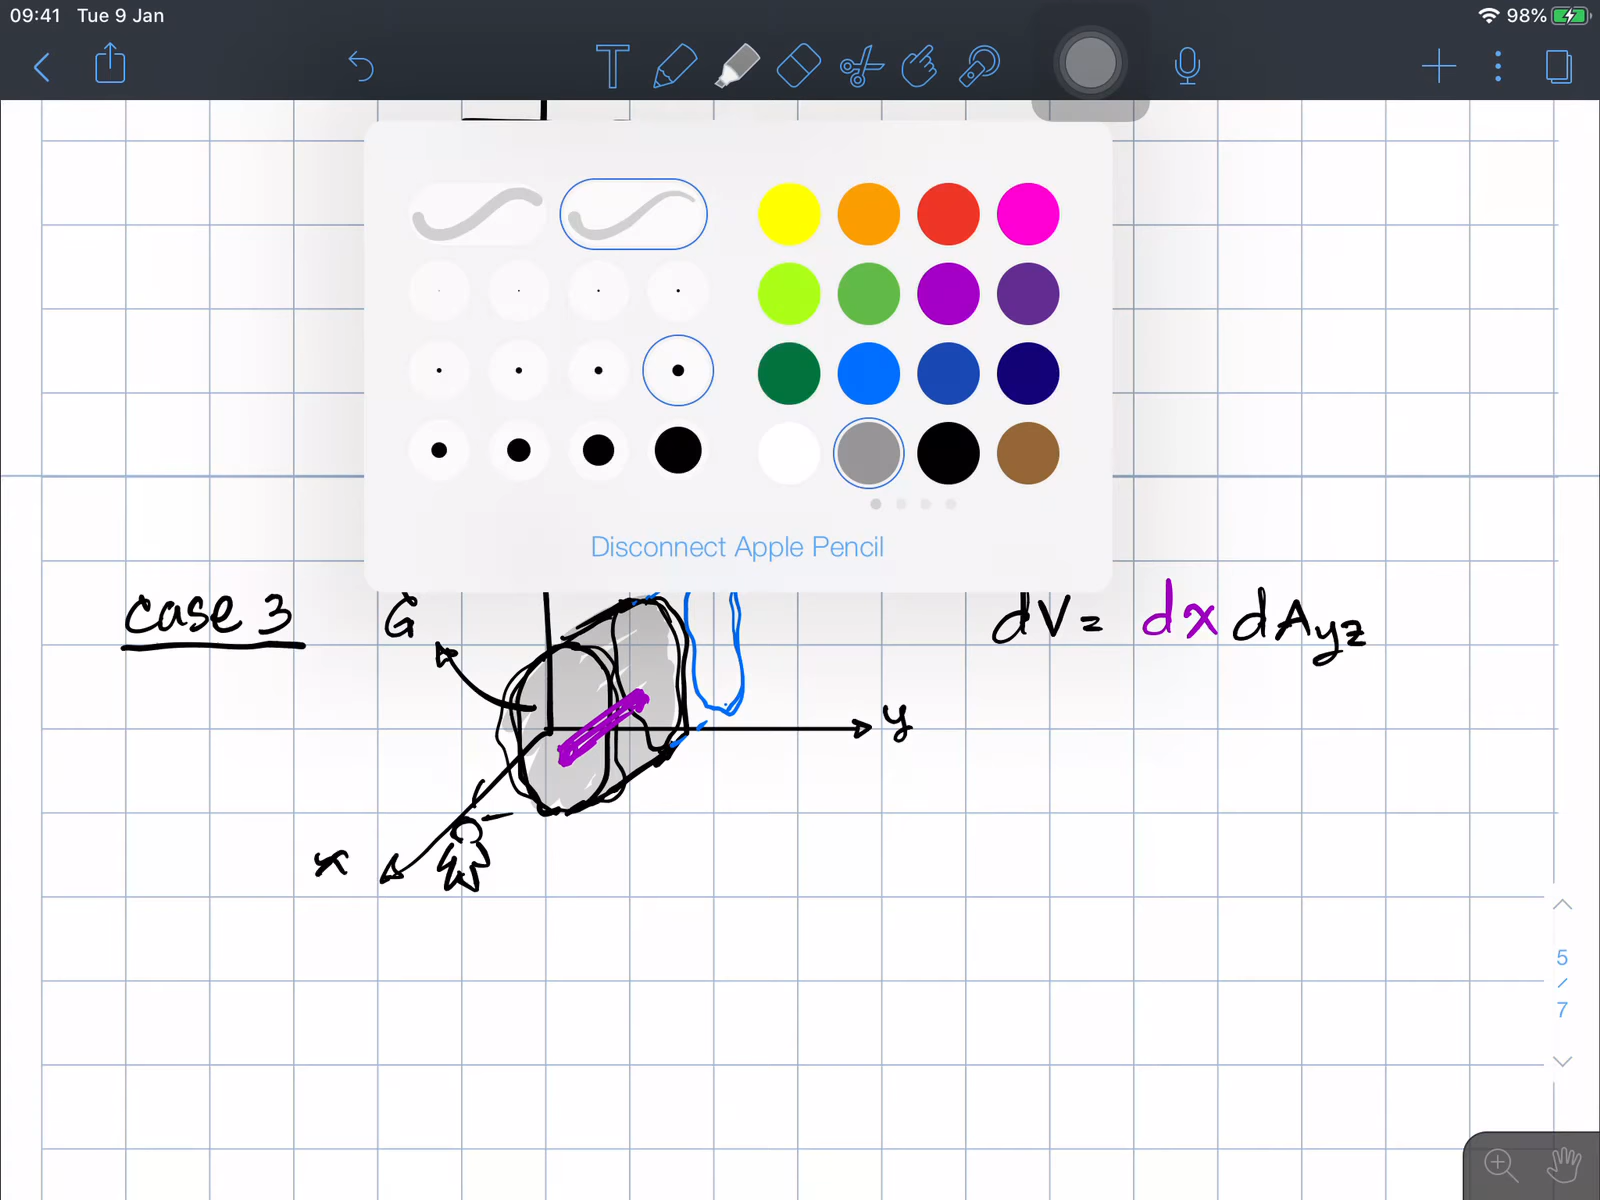 09:41 Tue 9 Jan
98%
T
Disconnect Apple Pencil
case 3
G
dV = dx dAyz
y
x
5
/
7